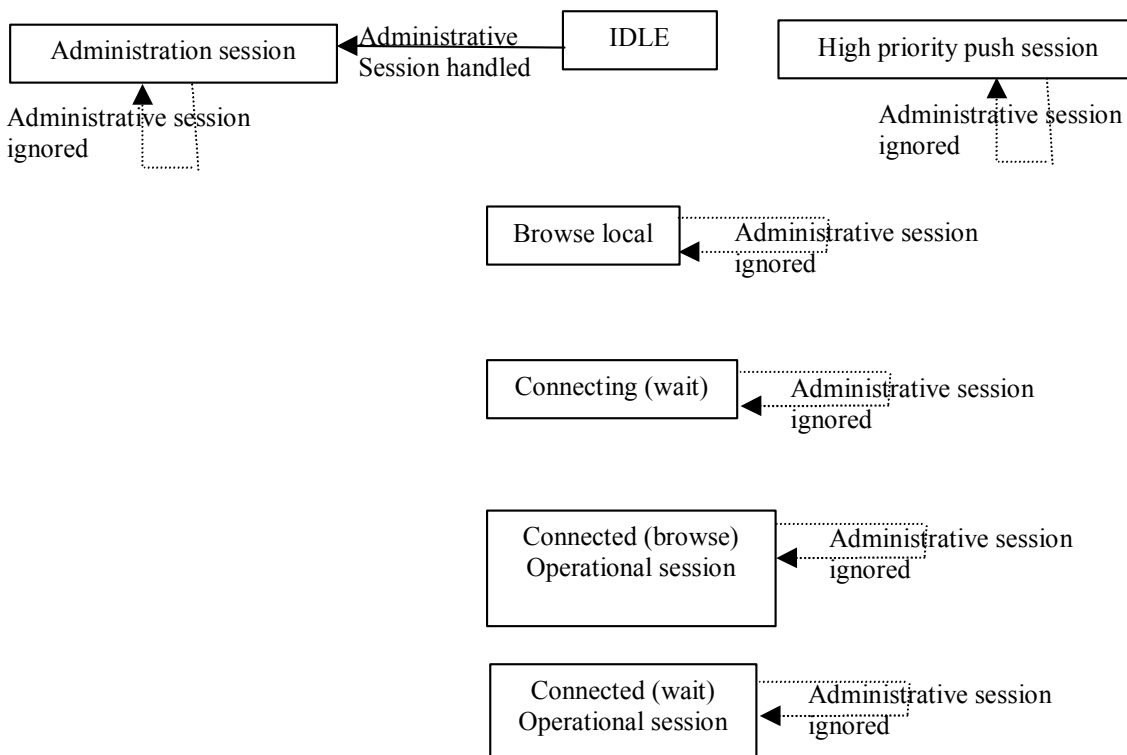 Administration session
Administrative
Session handled
IDLE
High priority push session
Administrative session
ignored
Administrative session
ignored
Browse local
Administrative session
ignored
Connecting (wait)
Administrative session
ignored
Connected (browse)
Operational session
Administrative session
ignored
Connected (wait)
Operational session
Administrative session
ignored